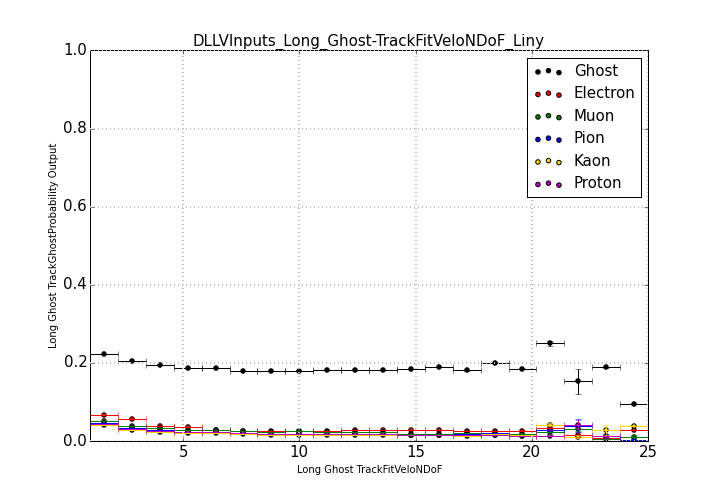 DLLVInputs_Long_Ghost-TrackFitVeloNDoF_Liny
1.0
0.8
0.6
0.4
0.2
0.0
Long Ghost TrackGhostProbability Output
Ghost
Electron
Muon
Pion
Kaon
Proton
5
10
15
20
25
Long Ghost TrackFitVeloNDoF